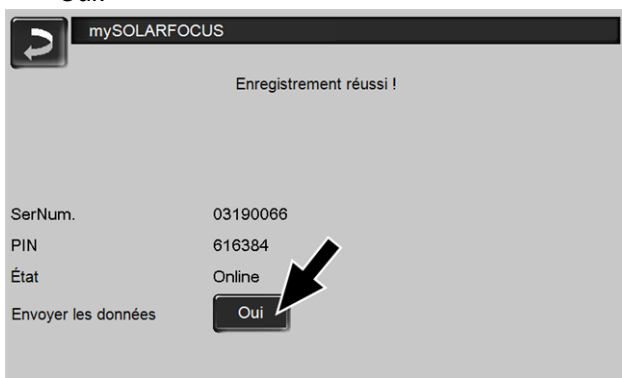 mySOLARFOCUS
Enregistrement réussi !
SerNum. 03190066
PIN 616384
État Online
Envoyer les données Oui